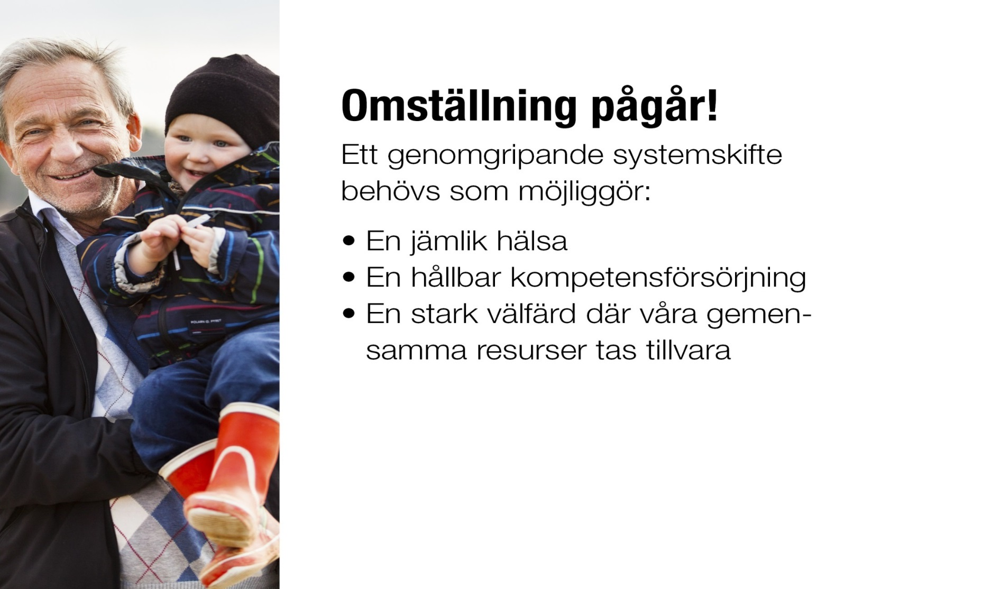 Omställning pågår!
Ett genomgripande systemskifte
behövs som möjliggör:
• En jämlik hälsa
• En hållbar kompetensförsörjning
• En stark välfärd där våra gemen-
samma resurser tas tillvara
POLARN O. PYRET